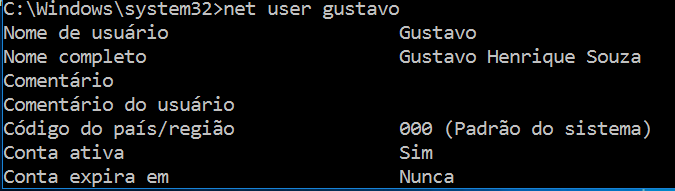 C:\Windows\system32>net user gustavo
Nome de usuário Gustavo
Nome completo Gustavo Henrique Souza
Comentário
Comentário do usuário
Código do país/região 000 (Padrão do sistema)
Conta ativa Sim
Conta expira em Nunca